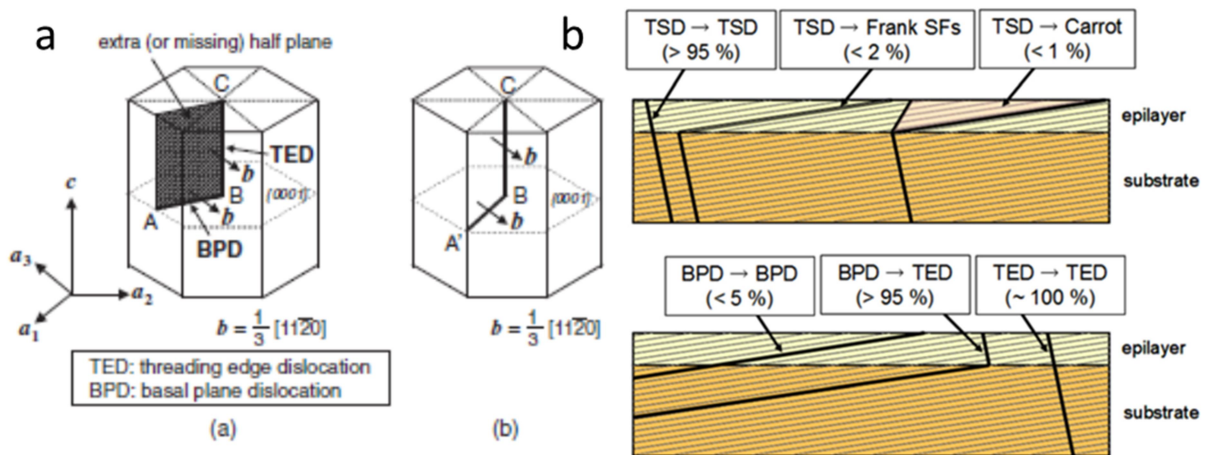 a
extra (or missing) half plane
C
TED
b
{0001}
B
A
b
BPD
c
a₃
a₂
a₁
b = 1/3 [112̄0]
TED: threading edge dislocation
BPD: basal plane dislocation
(a)
C
b
B
{0001}
b
A'
b = 1/3 [112̄0]
(b)
b
TSD → TSD
(> 95 %)
TSD → Frank SFs
(< 2 %)
TSD → Carrot
(< 1 %)
epilayer
substrate
BPD → BPD
(< 5 %)
BPD → TED
(> 95 %)
TED → TED
(~ 100 %)
epilayer
substrate